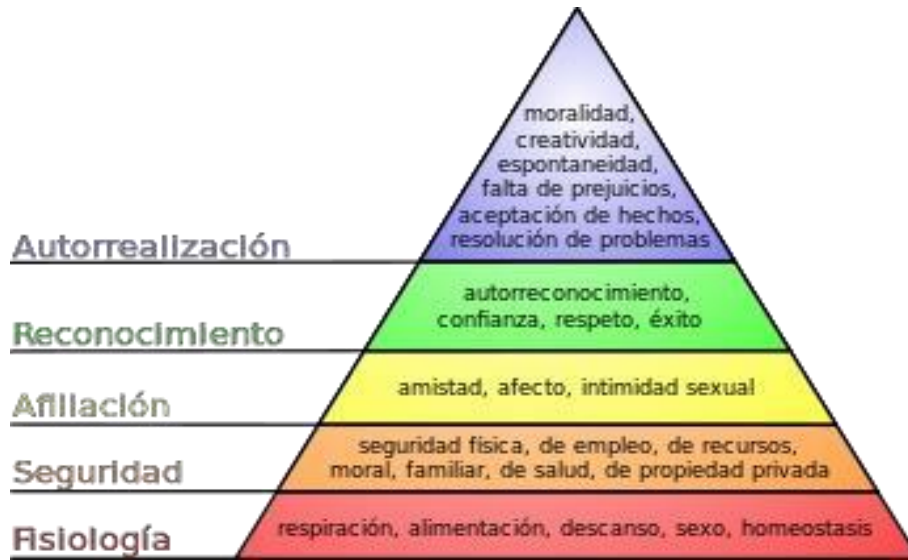 moralidad,
creatividad,
espontaneidad,
falta de prejuicios,
aceptación de hechos,
resolución de problemas
Autorrealización
autorreconocimiento,
confianza, respeto, éxito
Reconocimiento
amistad, afecto, intimidad sexual
Afiliación
seguridad física, de empleo, de recursos,
moral, familiar, de salud, de propiedad privada
Seguridad
respiración, alimentación, descanso, sexo, homeostasis
Fisiología